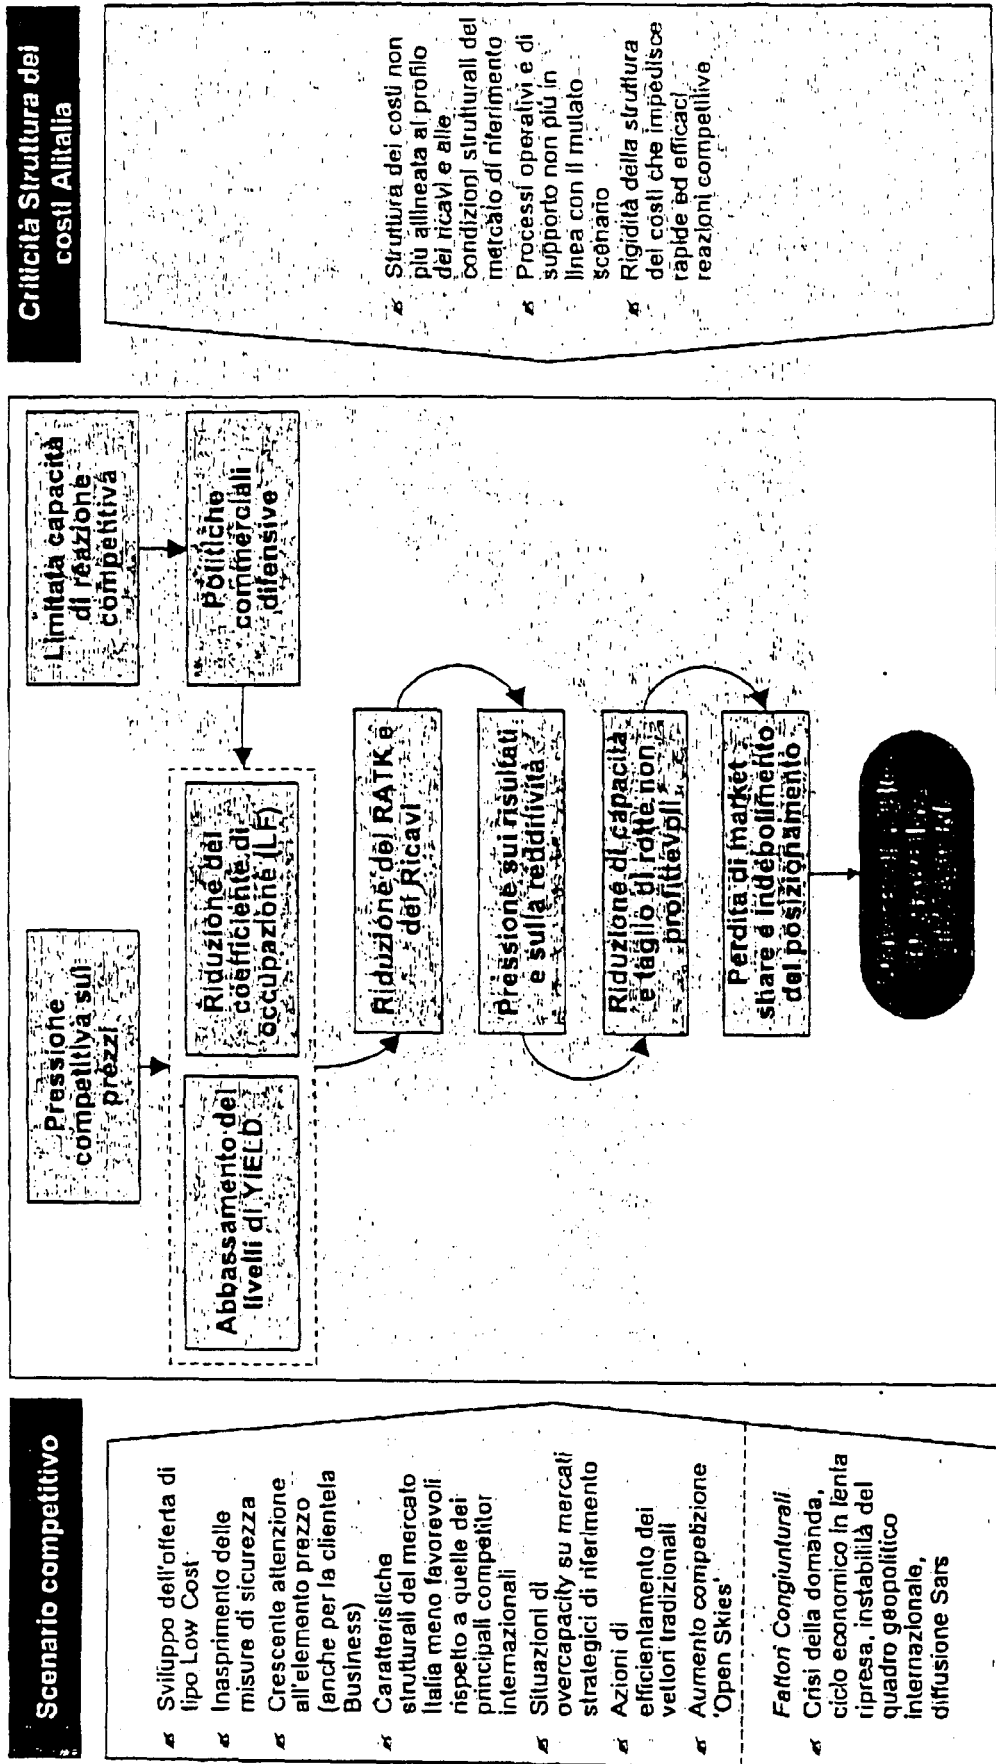 Scenario competitivo
Sviluppo dell'offerta di
tipo Low Cost
Inasprimento delle
misure di sicurezza
Crescente attenzione
all'elemento prezzo
(anche per la clientela
Business)
Caratteristiche
strutturali del mercato
Italia meno favorevoli
rispetto a quelle dei
principali competitor
internazionali
Situazioni di
overcapacity su mercati
strategici di riferimento
Azioni di
efficientamento dei
vettori tradizionali
Aumento competizione
'Open Skies'
Fattori Congiunturali
Crisi della domanda,
ciclo economico in lenta
ripresa, instabilità del
quadro geopolitico
internazionale,
diffusione Sars
Pressione
competitiva sui
prezzi
Limitata capacità
di reazione
competitiva
Abbassamento dei
livelli di YIELD
Riduzione del
coefficiente di
occupazione (LF)
Politiche
commerciali
difensive
Riduzione del RATK e
dei Ricavi
Pressione sui risultati
e sulla redditività
Riduzione di capacità
e taglio di rotte non
profittevoli
Perdita di market
share e indebolimento
del posizionamento
Criticità Struttura dei
costi Alitalia
Struttura dei costi non
più allineata al profilo
dei ricavi e alle
condizioni strutturali del
mercato di riferimento
Processi operativi e di
supporto non più in
linea con il mutato
scenario
Rigidità della struttura
dei costi che impedisce
rapide ed efficaci
reazioni competitive